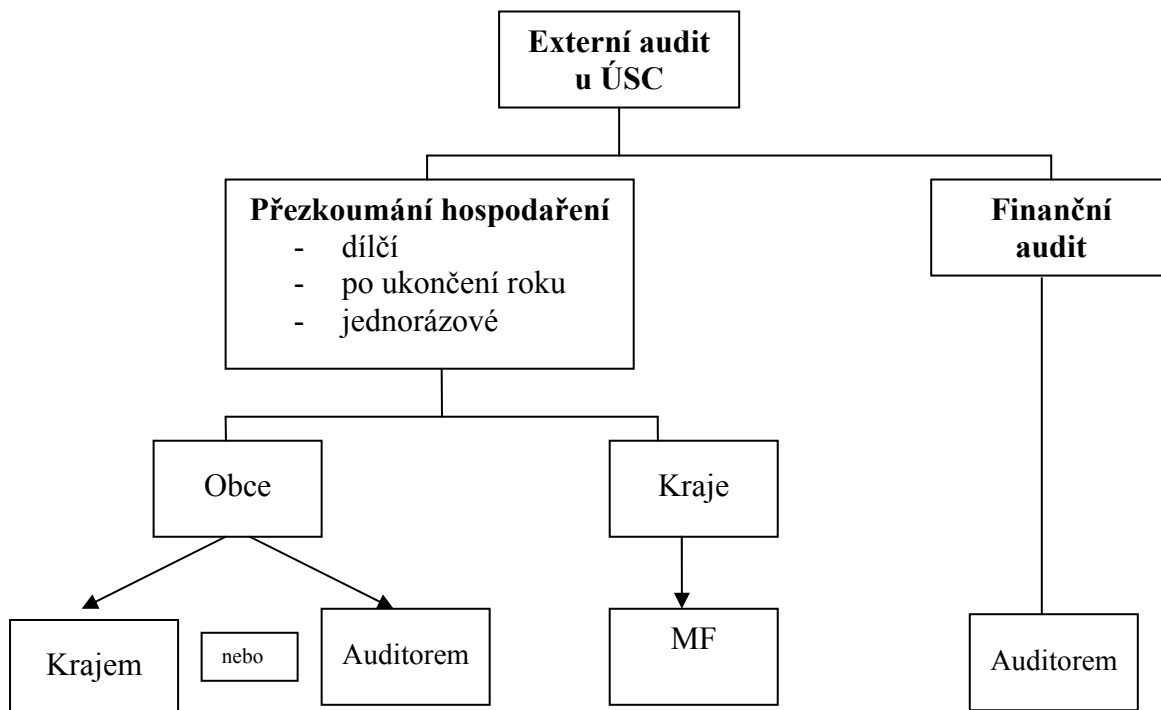 Externí audit
u ÚSC
Přezkoumání hospodaření
- dílčí
- po ukončení roku
- jednorázové
Finanční
audit
Obce
Kraje
Krajem
nebo
Auditorem
MF
Auditorem